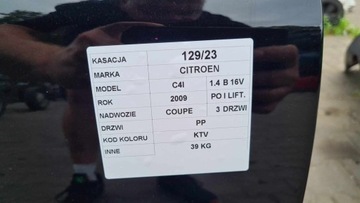 KASACJA 129/23
MARKA CITROEN
MODEL C4I 1.4 B 16V
ROK 2009 PO I LIFT.
NADWOZIE COUPE 3 DRZWI
DRZWI PP
KOD KOLORU KTV
INNE 39 KG